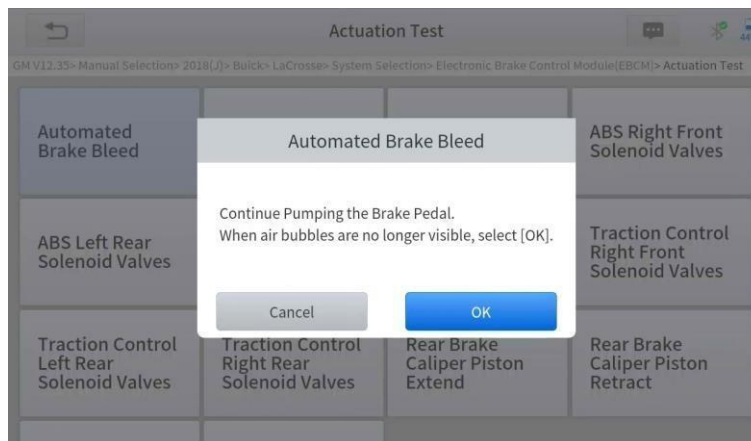 Actuation Test
GM V12.35> Manual Selection> 2018(J)> Buick> LaCrosse> System Selection> Electronic Brake Control Module(EBCM)> Actuation Test
Automated
Brake Bleed
ABS Right Front
Solenoid Valves
Automated Brake Bleed
Continue Pumping the Brake Pedal.
When air bubbles are no longer visible, select [OK].
Cancel
OK
ABS Left Rear
Solenoid Valves
Traction Control
Right Front
Solenoid Valves
Traction Control
Left Rear
Solenoid Valves
Traction Control
Right Rear
Solenoid Valves
Rear Brake
Caliper Piston
Extend
Rear Brake
Caliper Piston
Retract